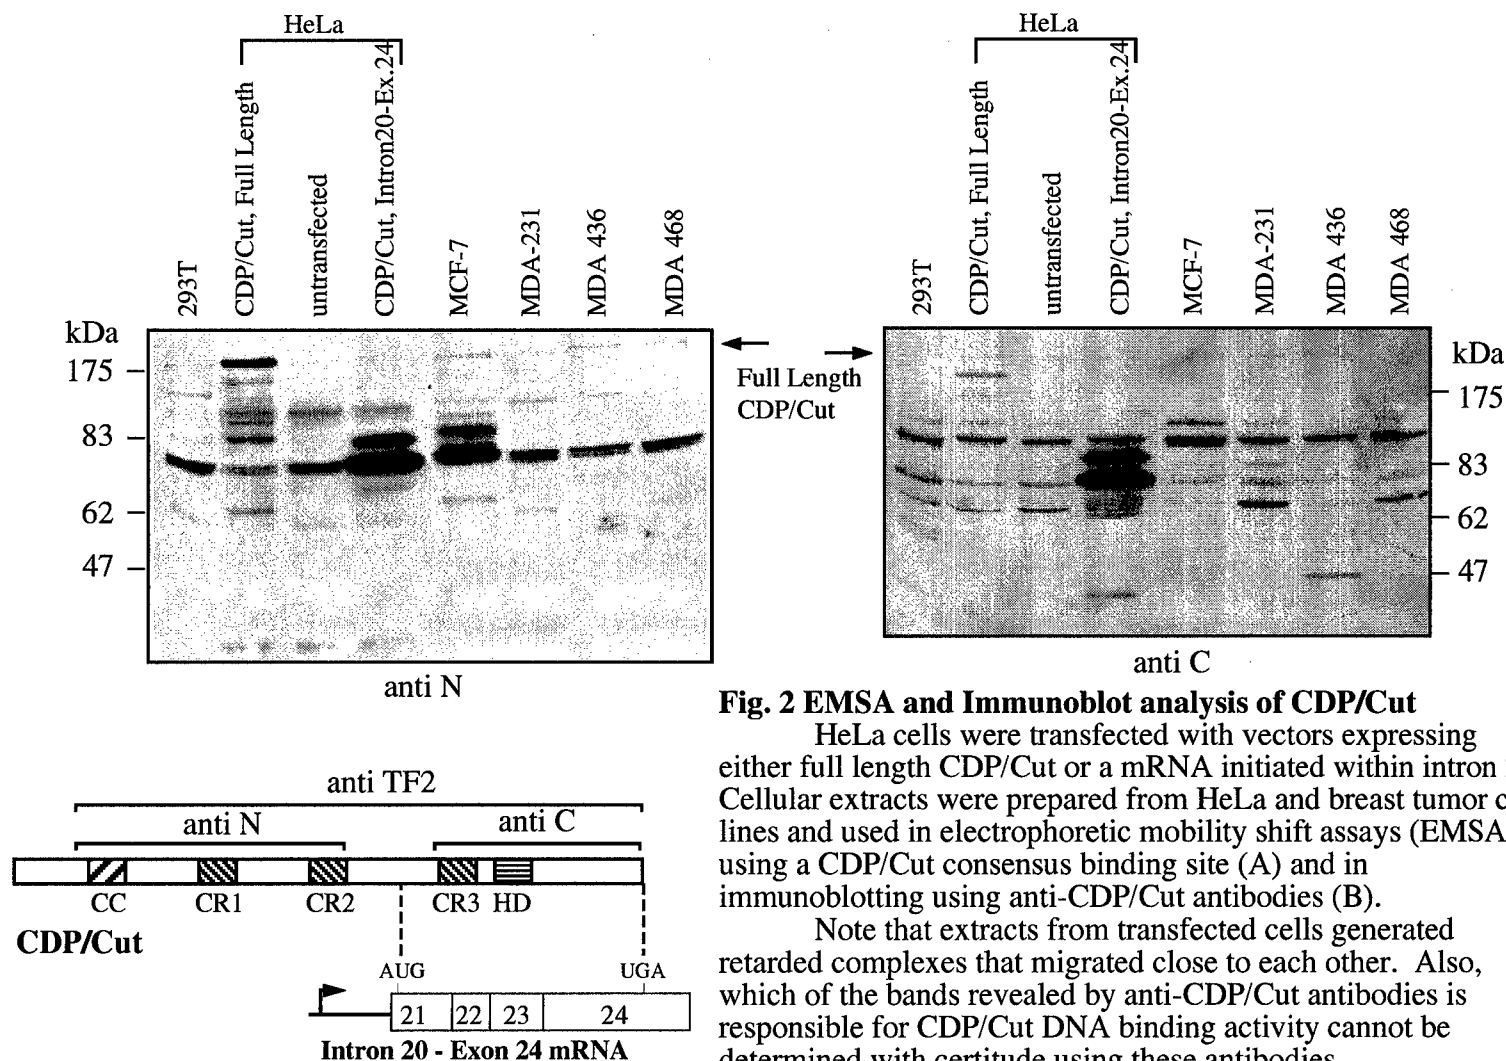 HeLa
CDP/Cut, Full Length
CDP/Cut, Intron20-Ex.24
untransfected
293T
MCF-7
MDA-231
MDA 436
MDA 468
kDa
175
83
62
47
anti N
Full Length
CDP/Cut
HeLa
CDP/Cut, Full Length
CDP/Cut, Intron20-Ex.24
untransfected
293T
MCF-7
MDA-231
MDA 436
MDA 468
kDa
175
83
62
47
anti C
anti TF2
anti N
anti C
CC
CR1
CR2
CR3
HD
CDP/Cut
AUG
UGA
21
22
23
24
Intron 20 - Exon 24 mRNA
Fig. 2 EMSA and Immunoblot analysis of CDP/Cut
HeLa cells were transfected with vectors expressing
either full length CDP/Cut or a mRNA initiated within intron
Cellular extracts were prepared from HeLa and breast tumor c
lines and used in electrophoretic mobility shift assays (EMSA
using a CDP/Cut consensus binding site (A) and in
immunoblotting using anti-CDP/Cut antibodies (B).
Note that extracts from transfected cells generated
retarded complexes that migrated close to each other. Also,
which of the bands revealed by anti-CDP/Cut antibodies is
responsible for CDP/Cut DNA binding activity cannot be
determined with certitude using these antibodies